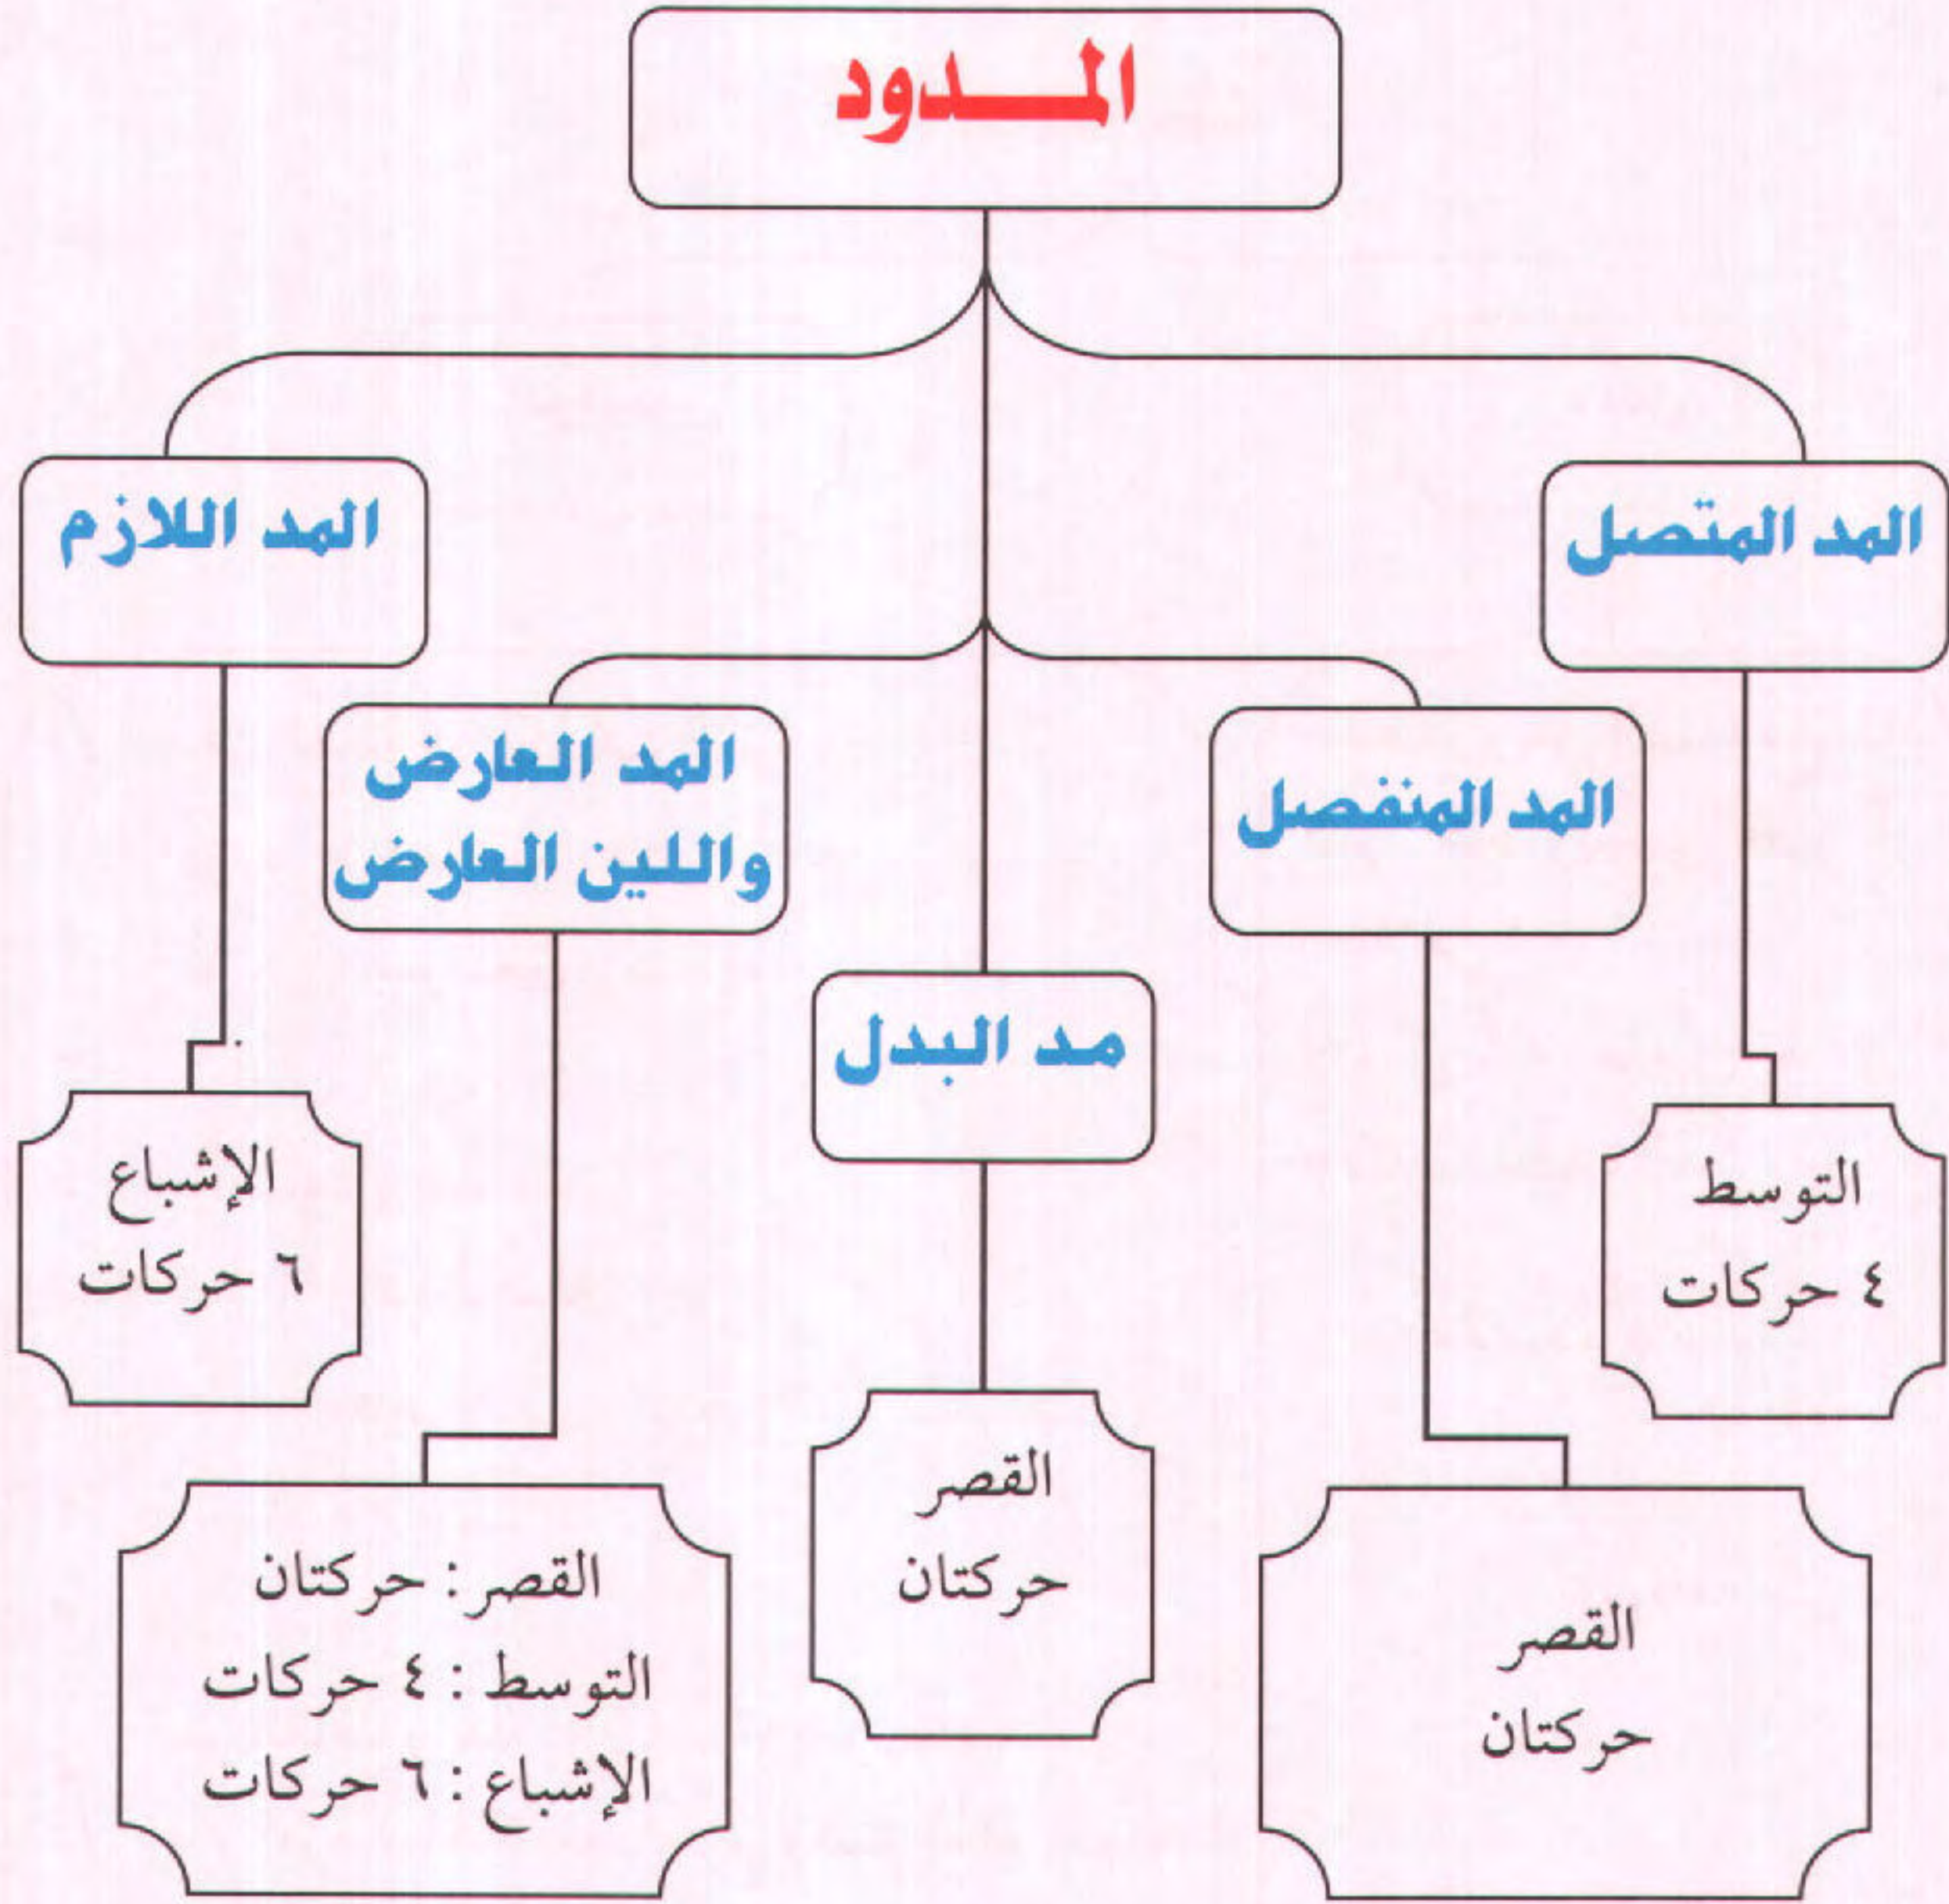 المدود
المد المتصل
المد اللازم
المد المنفصل
المد العارض
واللين العارض
مد البدل
التوسط
٤ حركات
الإشباع
٦ حركات
القصر
حركتان
القصر
حركتان
القصر : حركتان
التوسط : ٤ حركات
الإشباع : ٦ حركات